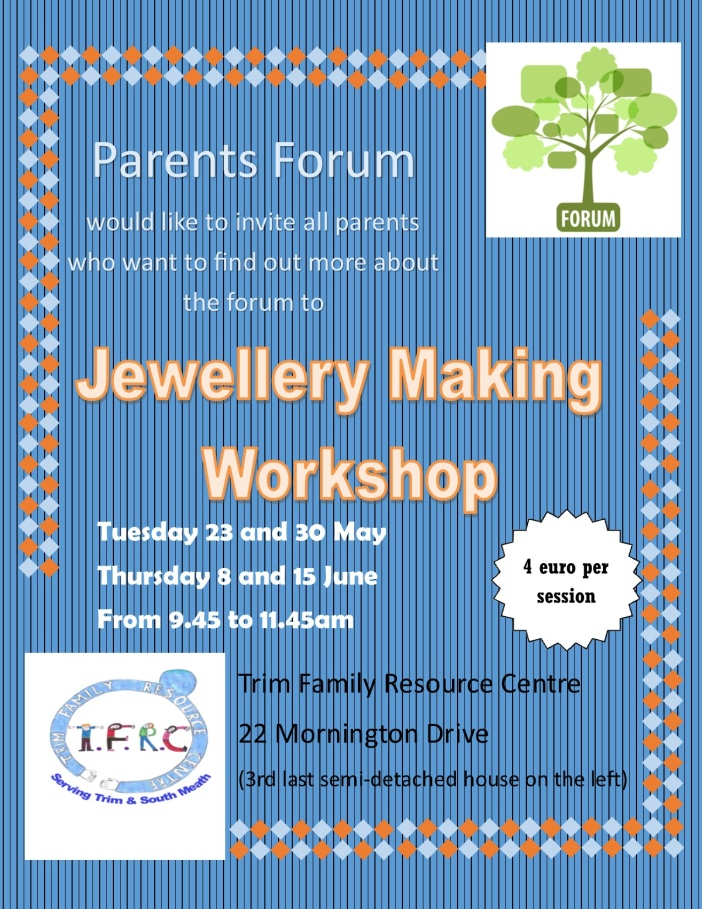 FORUM
Parents Forum
would like to invite all parents
who want to find out more about
the forum to
Jewellery Making
Workshop
Tuesday 23 and 30 May
Thursday 8 and 15 June
From 9.45 to 11.45am
4 euro per
session
TRIM FAMILY RESOURCE CENTRE
T.F.R.C
Serving Trim & South Meath
Trim Family Resource Centre
22 Mornington Drive
(3rd last semi-detached house on the left)